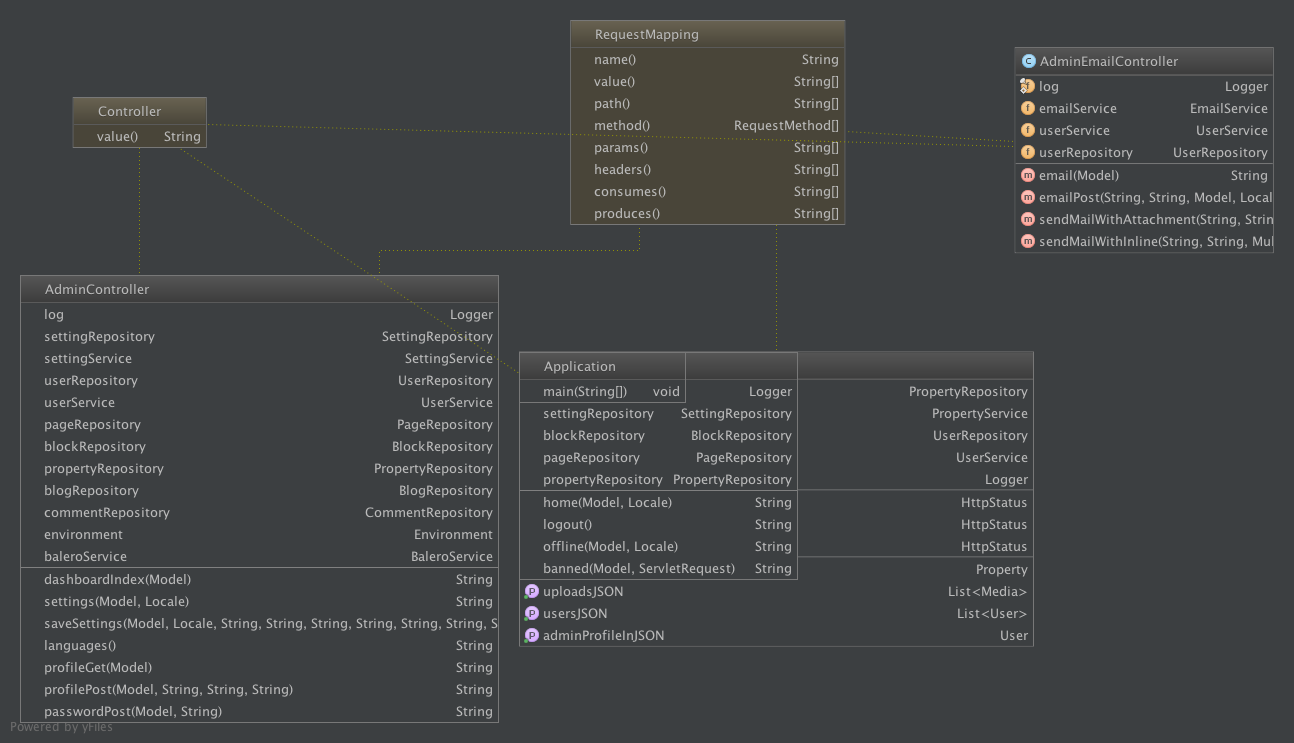 RequestMapping
name() String
value() String[]
path() String[]
method() RequestMethod[]
params() String[]
headers() String[]
consumes() String[]
produces() String[]
C AdminEmailController
f log Logger
f emailService EmailService
f userService UserService
f userRepository UserRepository
m email(Model) String
m emailPost(String, String, Model, Local
m sendMailWithAttachment(String, Strin
m sendMailWithInline(String, String, Mul
Controller
value() String
AdminController
log Logger
settingRepository SettingRepository
settingService SettingService
userRepository UserRepository
userService UserService
pageRepository PageRepository
blockRepository BlockRepository
propertyRepository PropertyRepository
blogRepository BlogRepository
commentRepository CommentRepository
environment Environment
baleroService BaleroService
dashboardIndex(Model) String
settings(Model, Locale) String
saveSettings(Model, Locale, String, String, String, String, String, String, S
languages() String
profileGet(Model) String
profilePost(Model, String, String, String) String
passwordPost(Model, String) String
Application
main(String[]) void Logger PropertyRepository
settingRepository SettingRepository PropertyService
blockRepository BlockRepository UserRepository
pageRepository PageRepository UserService
propertyRepository PropertyRepository Logger
home(Model, Locale) String HttpStatus
logout() String HttpStatus
offline(Model, Locale) String HttpStatus
banned(Model, ServletRequest) String Property
P uploadsJSON List<Media>
P usersJSON List<User>
P adminProfileInJSON User
Powered by yFiles